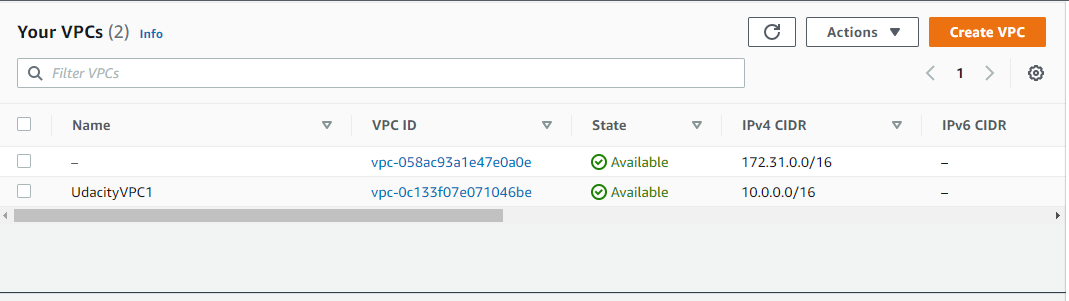 Your VPCs (2) Info Actions Create VPC
Filter VPCs 1
Name VPC ID State IPv4 CIDR IPv6 CIDR
– vpc-058ac93a1e47e0a0e Available 172.31.0.0/16 –
UdacityVPC1 vpc-0c133f07e071046be Available 10.0.0.0/16 –